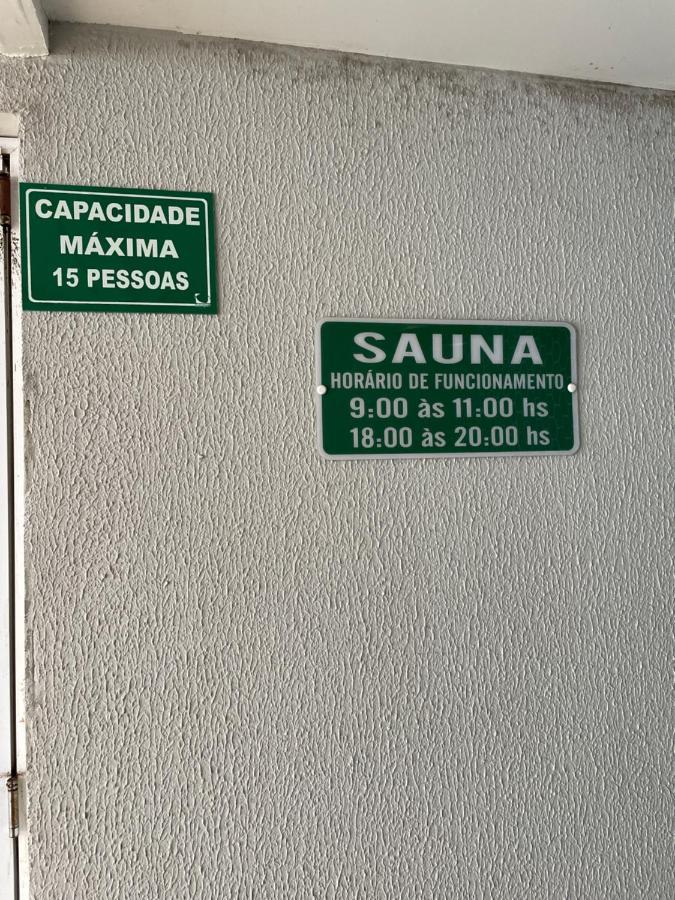 CAPACIDADE
MÁXIMA
15 PESSOAS
SAUNA
HORÁRIO DE FUNCIONAMENTO
9:00 às 11:00 hs
18:00 às 20:00 hs